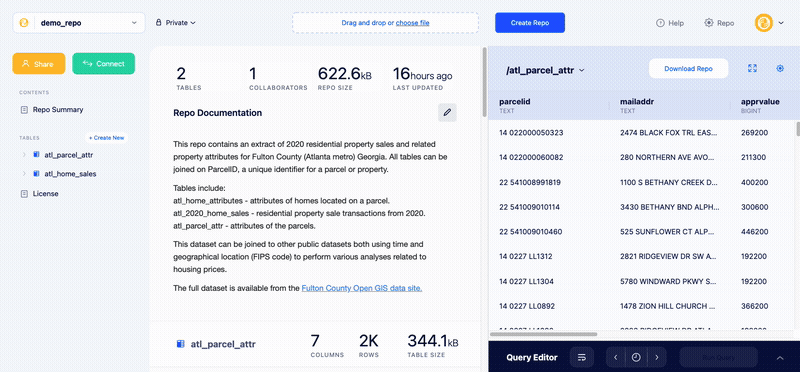 demo_repo
Private
Drag and drop or choose file
Create Repo
Help
Repo
Share
Connect
CONTENTS
Repo Summary
TABLES
+ Create New
atl_parcel_attr
atl_home_sales
License
2
TABLES
1
COLLABORATORS
622.6kB
REPO SIZE
16hours ago
LAST UPDATED
Repo Documentation
This repo contains an extract of 2020 residential property sales and related
property attributes for Fulton County (Atlanta metro) Georgia. All tables can be
joined on ParcelID, a unique identifier for a parcel or property.
Tables include:
atl_home_attributes - attributes of homes located on a parcel.
atl_2020_home_sales - residential property sale transactions from 2020.
atl_parcel_attr - attributes of the parcels.
This dataset can be joined to other public datasets both using time and
geographical location (FIPS code) to perform various analyses related to
housing prices.
The full dataset is available from the Fulton County Open GIS data site.
atl_parcel_attr
7
COLUMNS
2K
ROWS
344.1kB
TABLE SIZE
/atl_parcel_attr
Download Repo
parcelid mailaddr apprvalue
TEXT TEXT BIGINT
14 022000050323 2474 BLACK FOX TRL EAS... 269200
14 022000060082 280 NORTHERN AVE AVO... 211300
22 541008991819 1100 S BETHANY CREEK D... 400200
22 541009010114 3430 BETHANY BND ALPH... 300600
22 541009010460 525 SUNFLOWER CT ALP... 446200
14 0227 LL1312 2821 RIDGEVIEW DR SW A... 192200
14 0227 LL1304 5780 WINDWARD PKWY S... 192200
14 0227 LL0892 1478 ZION HILL CHURCH ... 366200
Query Editor
Run Query